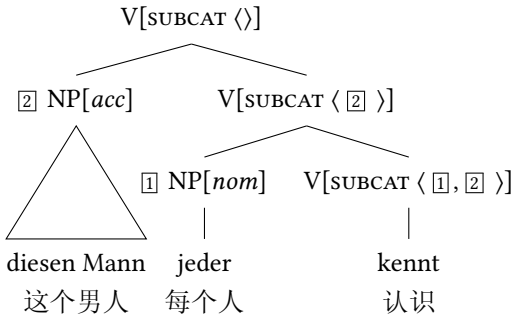 V[SUBCAT ⟨⟩]
2 NP[acc] V[SUBCAT ⟨ 2 ⟩]
1 NP[nom] V[SUBCAT ⟨ 1, 2 ⟩]
diesen Mann jeder kennt
这个男人 每个人 认识